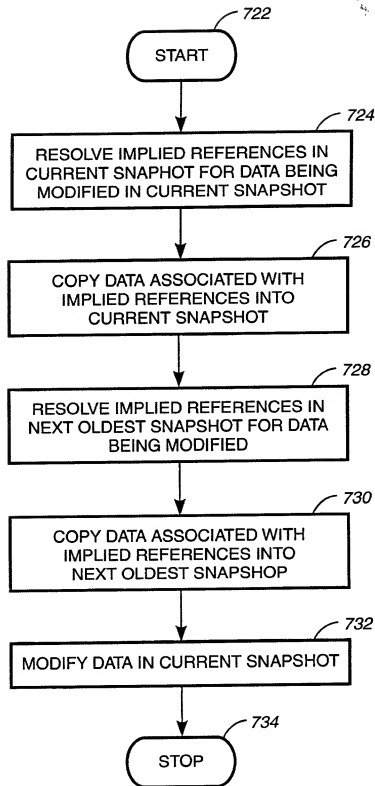 722
START
724
RESOLVE IMPLIED REFERENCES IN
CURRENT SNAPHOT FOR DATA BEING
MODIFIED IN CURRENT SNAPSHOT
726
COPY DATA ASSOCIATED WITH
IMPLIED REFERENCES INTO
CURRENT SNAPSHOT
728
RESOLVE IMPLIED REFERENCES IN
NEXT OLDEST SNAPSHOT FOR DATA
BEING MODIFIED
730
COPY DATA ASSOCIATED WITH
IMPLIED REFERENCES INTO
NEXT OLDEST SNAPSHOP
732
MODIFY DATA IN CURRENT SNAPSHOT
734
STOP